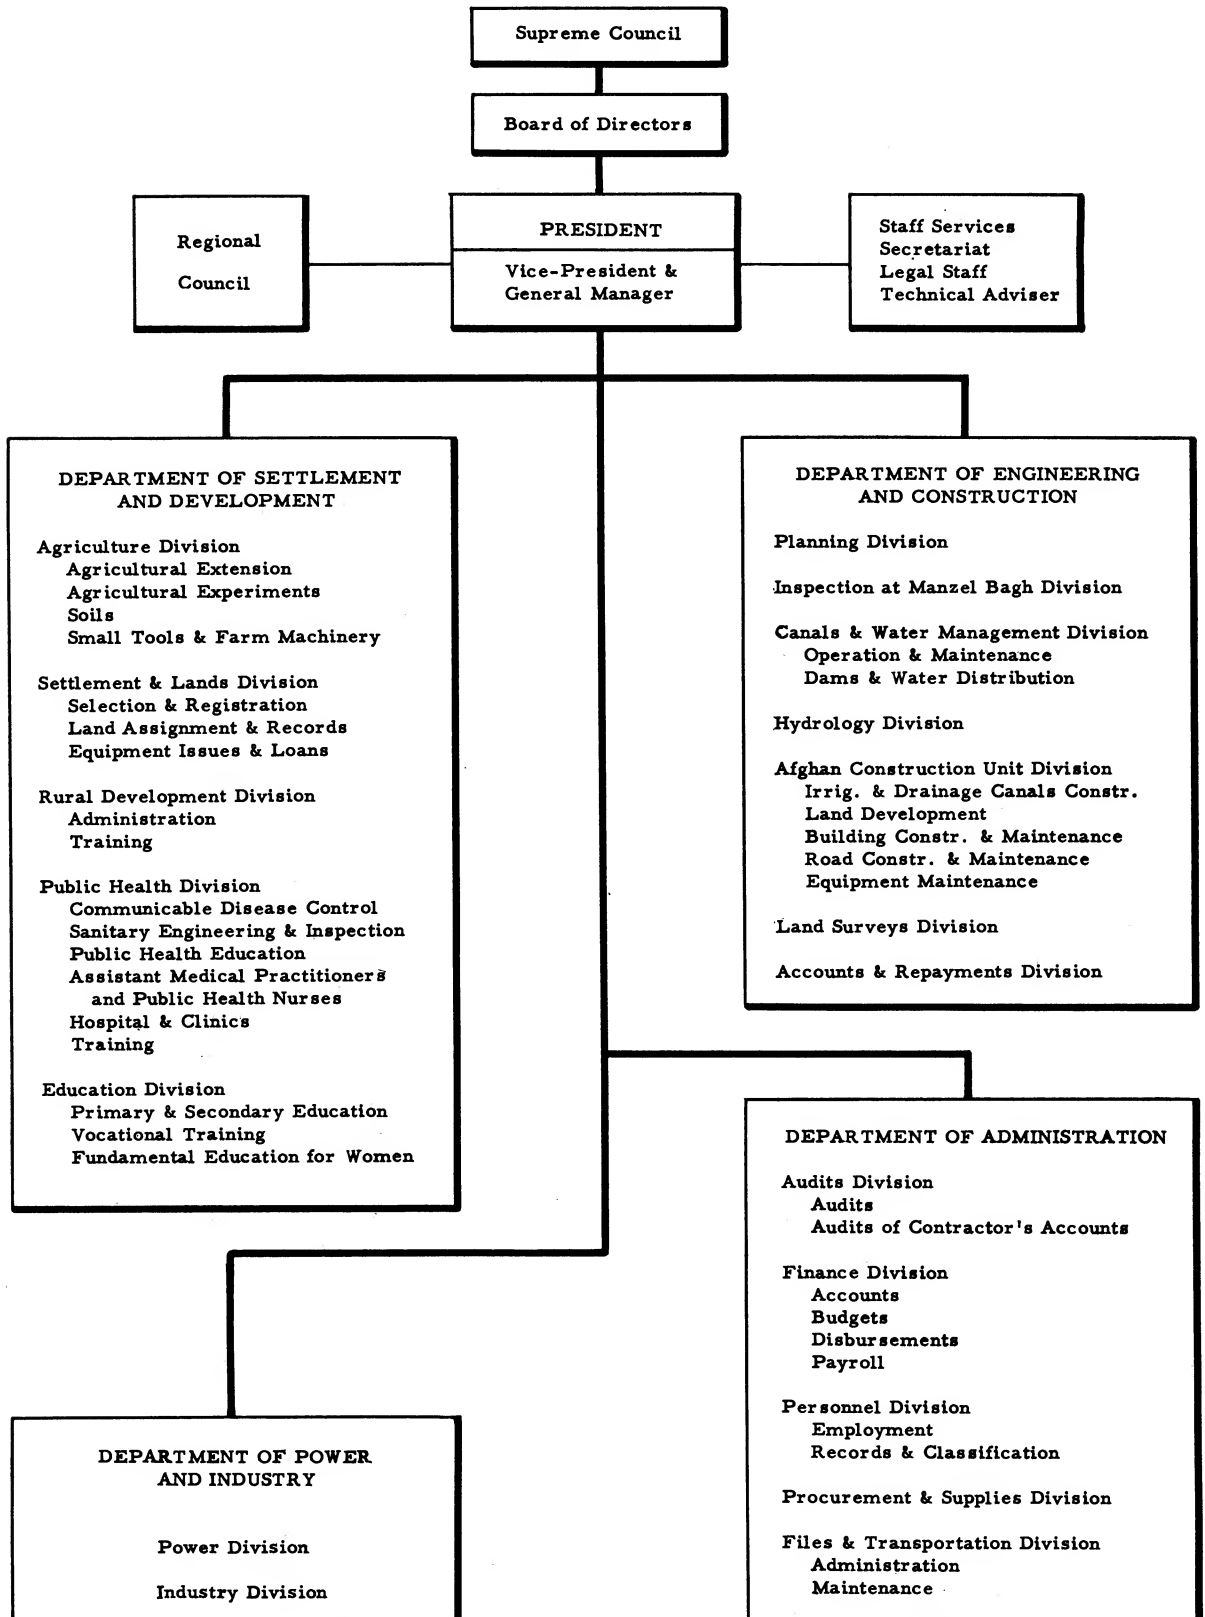 Supreme Council
Board of Directors
Regional
Council
PRESIDENT
Vice-President &
General Manager
Staff Services
Secretariat
Legal Staff
Technical Adviser
DEPARTMENT OF SETTLEMENT
AND DEVELOPMENT
Agriculture Division
Agricultural Extension
Agricultural Experiments
Soils
Small Tools & Farm Machinery
Settlement & Lands Division
Selection & Registration
Land Assignment & Records
Equipment Issues & Loans
Rural Development Division
Administration
Training
Public Health Division
Communicable Disease Control
Sanitary Engineering & Inspection
Public Health Education
Assistant Medical Practitioners
and Public Health Nurses
Hospital & Clinics
Training
Education Division
Primary & Secondary Education
Vocational Training
Fundamental Education for Women
DEPARTMENT OF ENGINEERING
AND CONSTRUCTION
Planning Division
Inspection at Manzel Bagh Division
Canals & Water Management Division
Operation & Maintenance
Dams & Water Distribution
Hydrology Division
Afghan Construction Unit Division
Irrig. & Drainage Canals Constr.
Land Development
Building Constr. & Maintenance
Road Constr. & Maintenance
Equipment Maintenance
Land Surveys Division
Accounts & Repayments Division
DEPARTMENT OF ADMINISTRATION
Audits Division
Audits
Audits of Contractor's Accounts
Finance Division
Accounts
Budgets
Disbursements
Payroll
Personnel Division
Employment
Records & Classification
Procurement & Supplies Division
Files & Transportation Division
Administration
Maintenance
DEPARTMENT OF POWER
AND INDUSTRY
Power Division
Industry Division